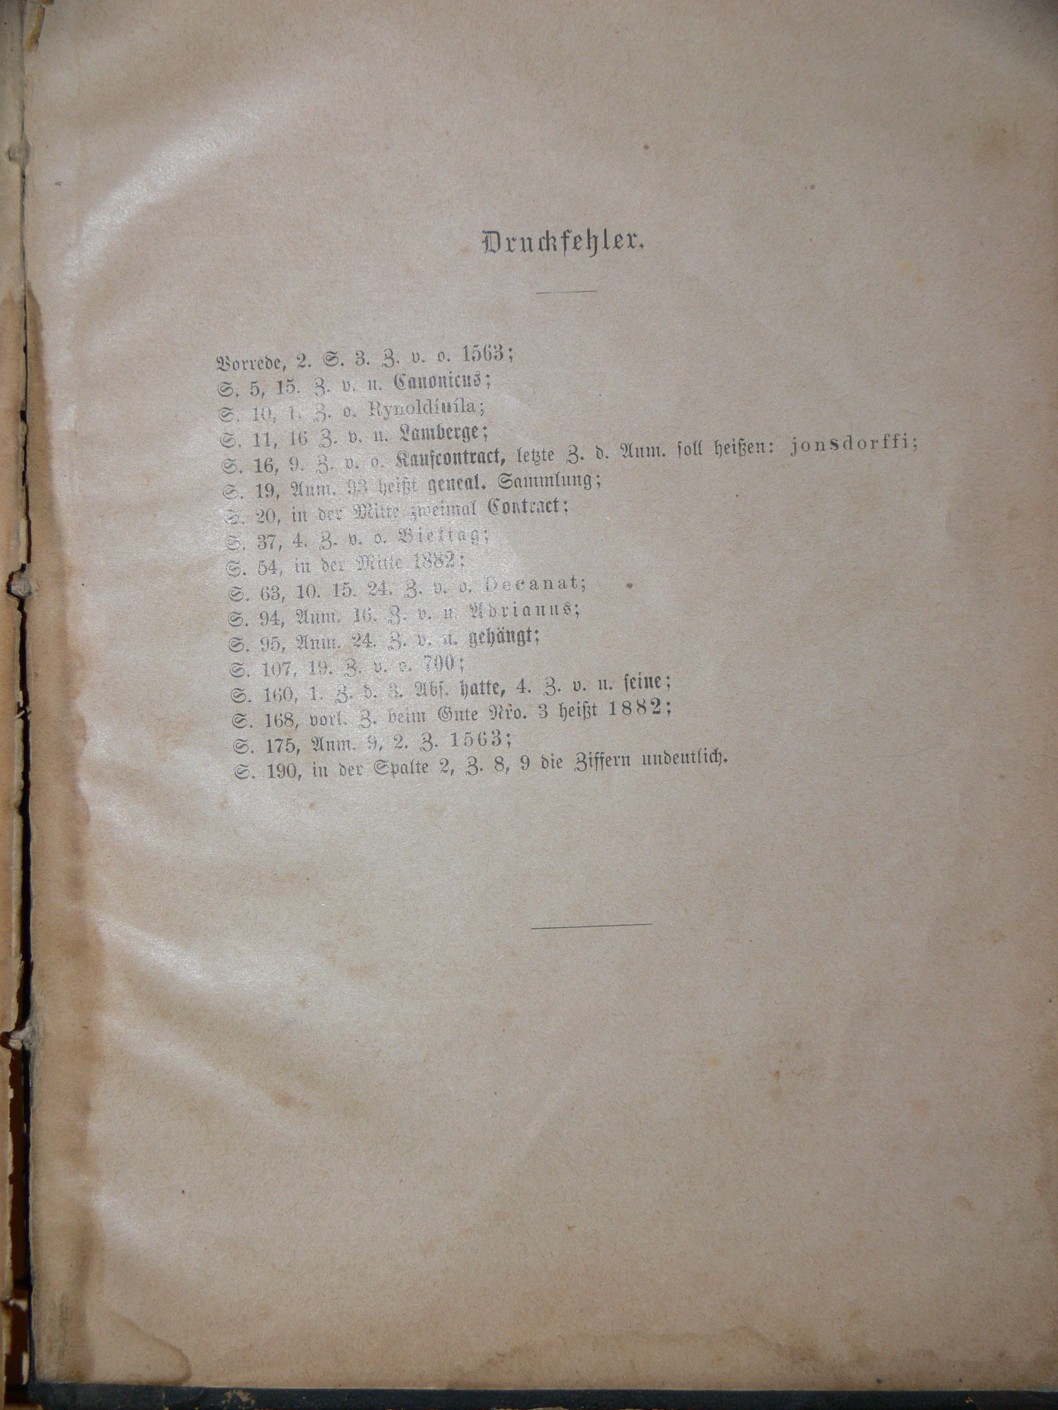 Druckfehler.
Vorrede, 2. S. 3. Z. v. o. 1563;
S. 5, 15. Z. v. u. Canonicus;
S. 10, 1. Z. o. Rynoldiuila;
S. 11, 16 Z. v. u. Lamberge;
S. 16, 9. Z. v. o. Kaufcontract, letzte Z. d. Anm. soll heißen: jonsdorffi;
S. 19, Anm. 93 heißt geneal. Sammlung;
S. 20, in der Mitte zweimal Contract;
S. 37, 4. Z. v. o.
S. 54, in der Mitte 1882;
S. 63, 10. 15. 24. Z. v. o. Decanat;
S. 94, Anm. 16. Z. v. u. Adrianus;
S. 95, Anm. 24. Z. v. u. gehängt;
S. 107, 19. Z. v. o. 700;
S. 160, 1. Z. d. 3. Abs. hatte, 4. Z. v. u. seine;
S. 168, vorl. Z. beim Gute Nro. 3 heißt 1882;
S. 175, Anm. 9, 2. Z. 1563;
S. 190, in der Spalte 2, Z. 8, 9 die Ziffern undeutlich.